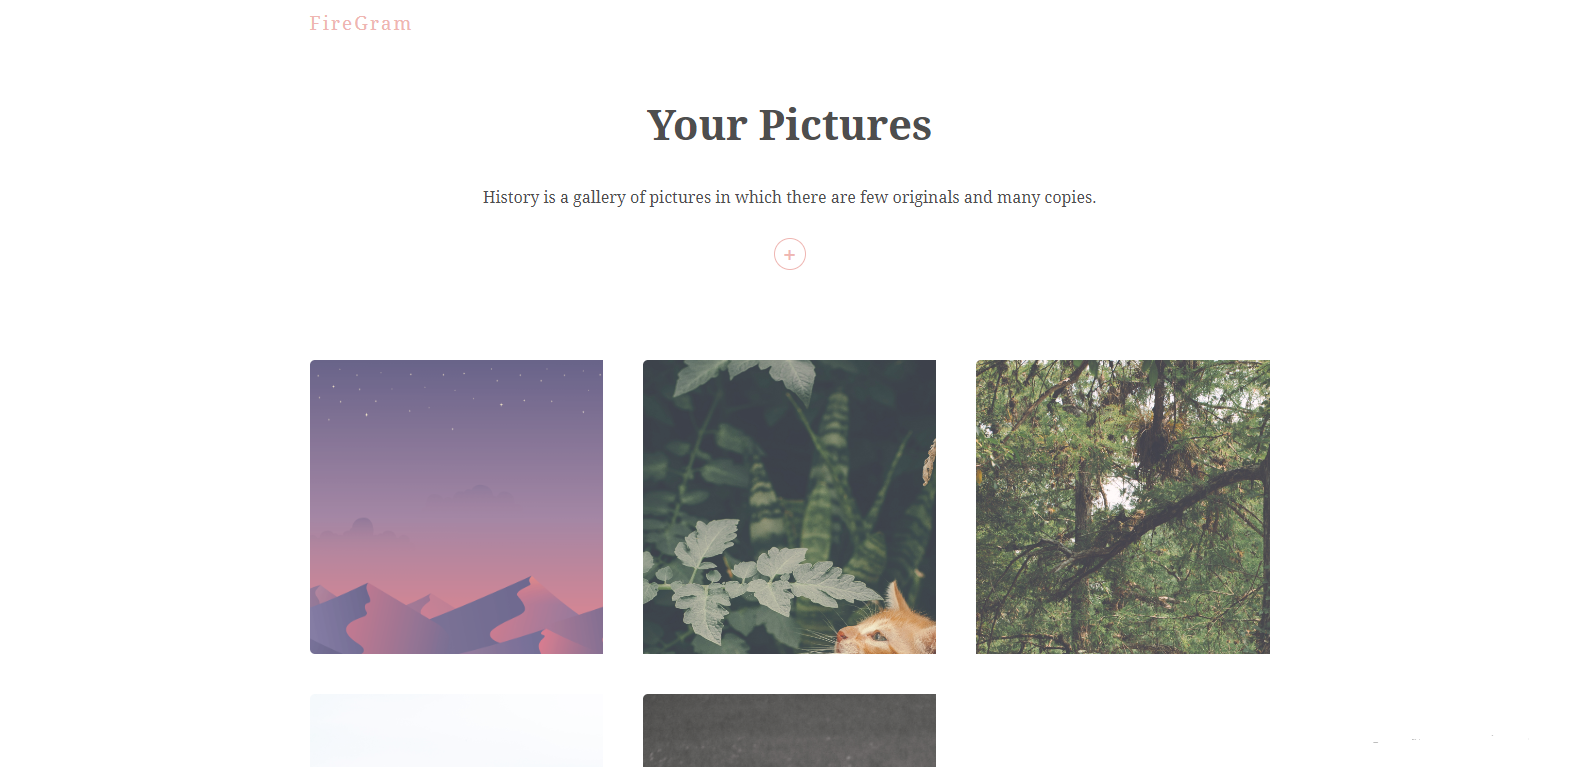 FireGram
Your Pictures
History is a gallery of pictures in which there are few originals and many copies.
+